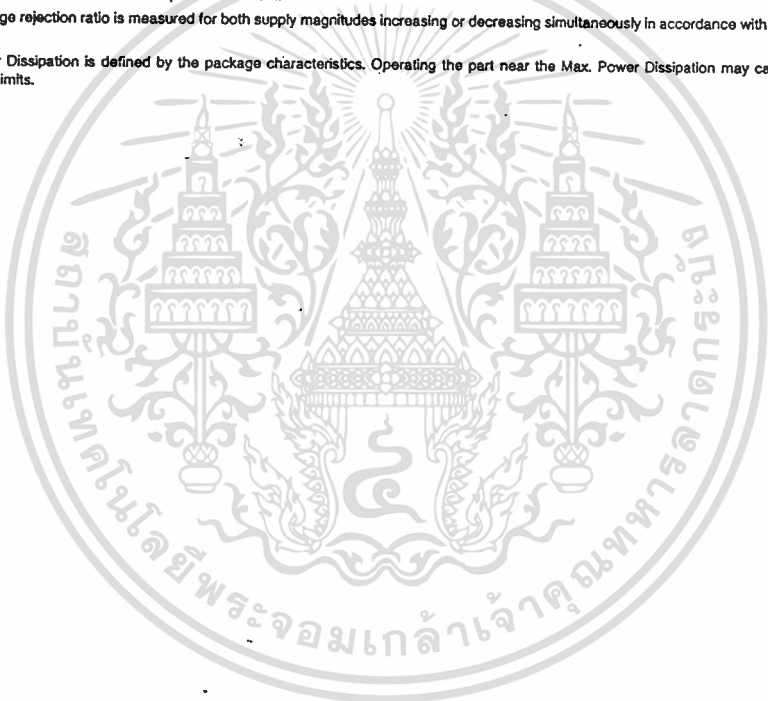 ge rejection ratio is measured for both supply magnitudes increasing or decreasing simultaneously in accordance with
Dissipation is defined by the package characteristics. Operating the part near the Max. Power Dissipation may ca
imits.
สถาบันเทคโนโลยีพระจอมเกล้าเจ้าคุณทหารลาดกระบัง